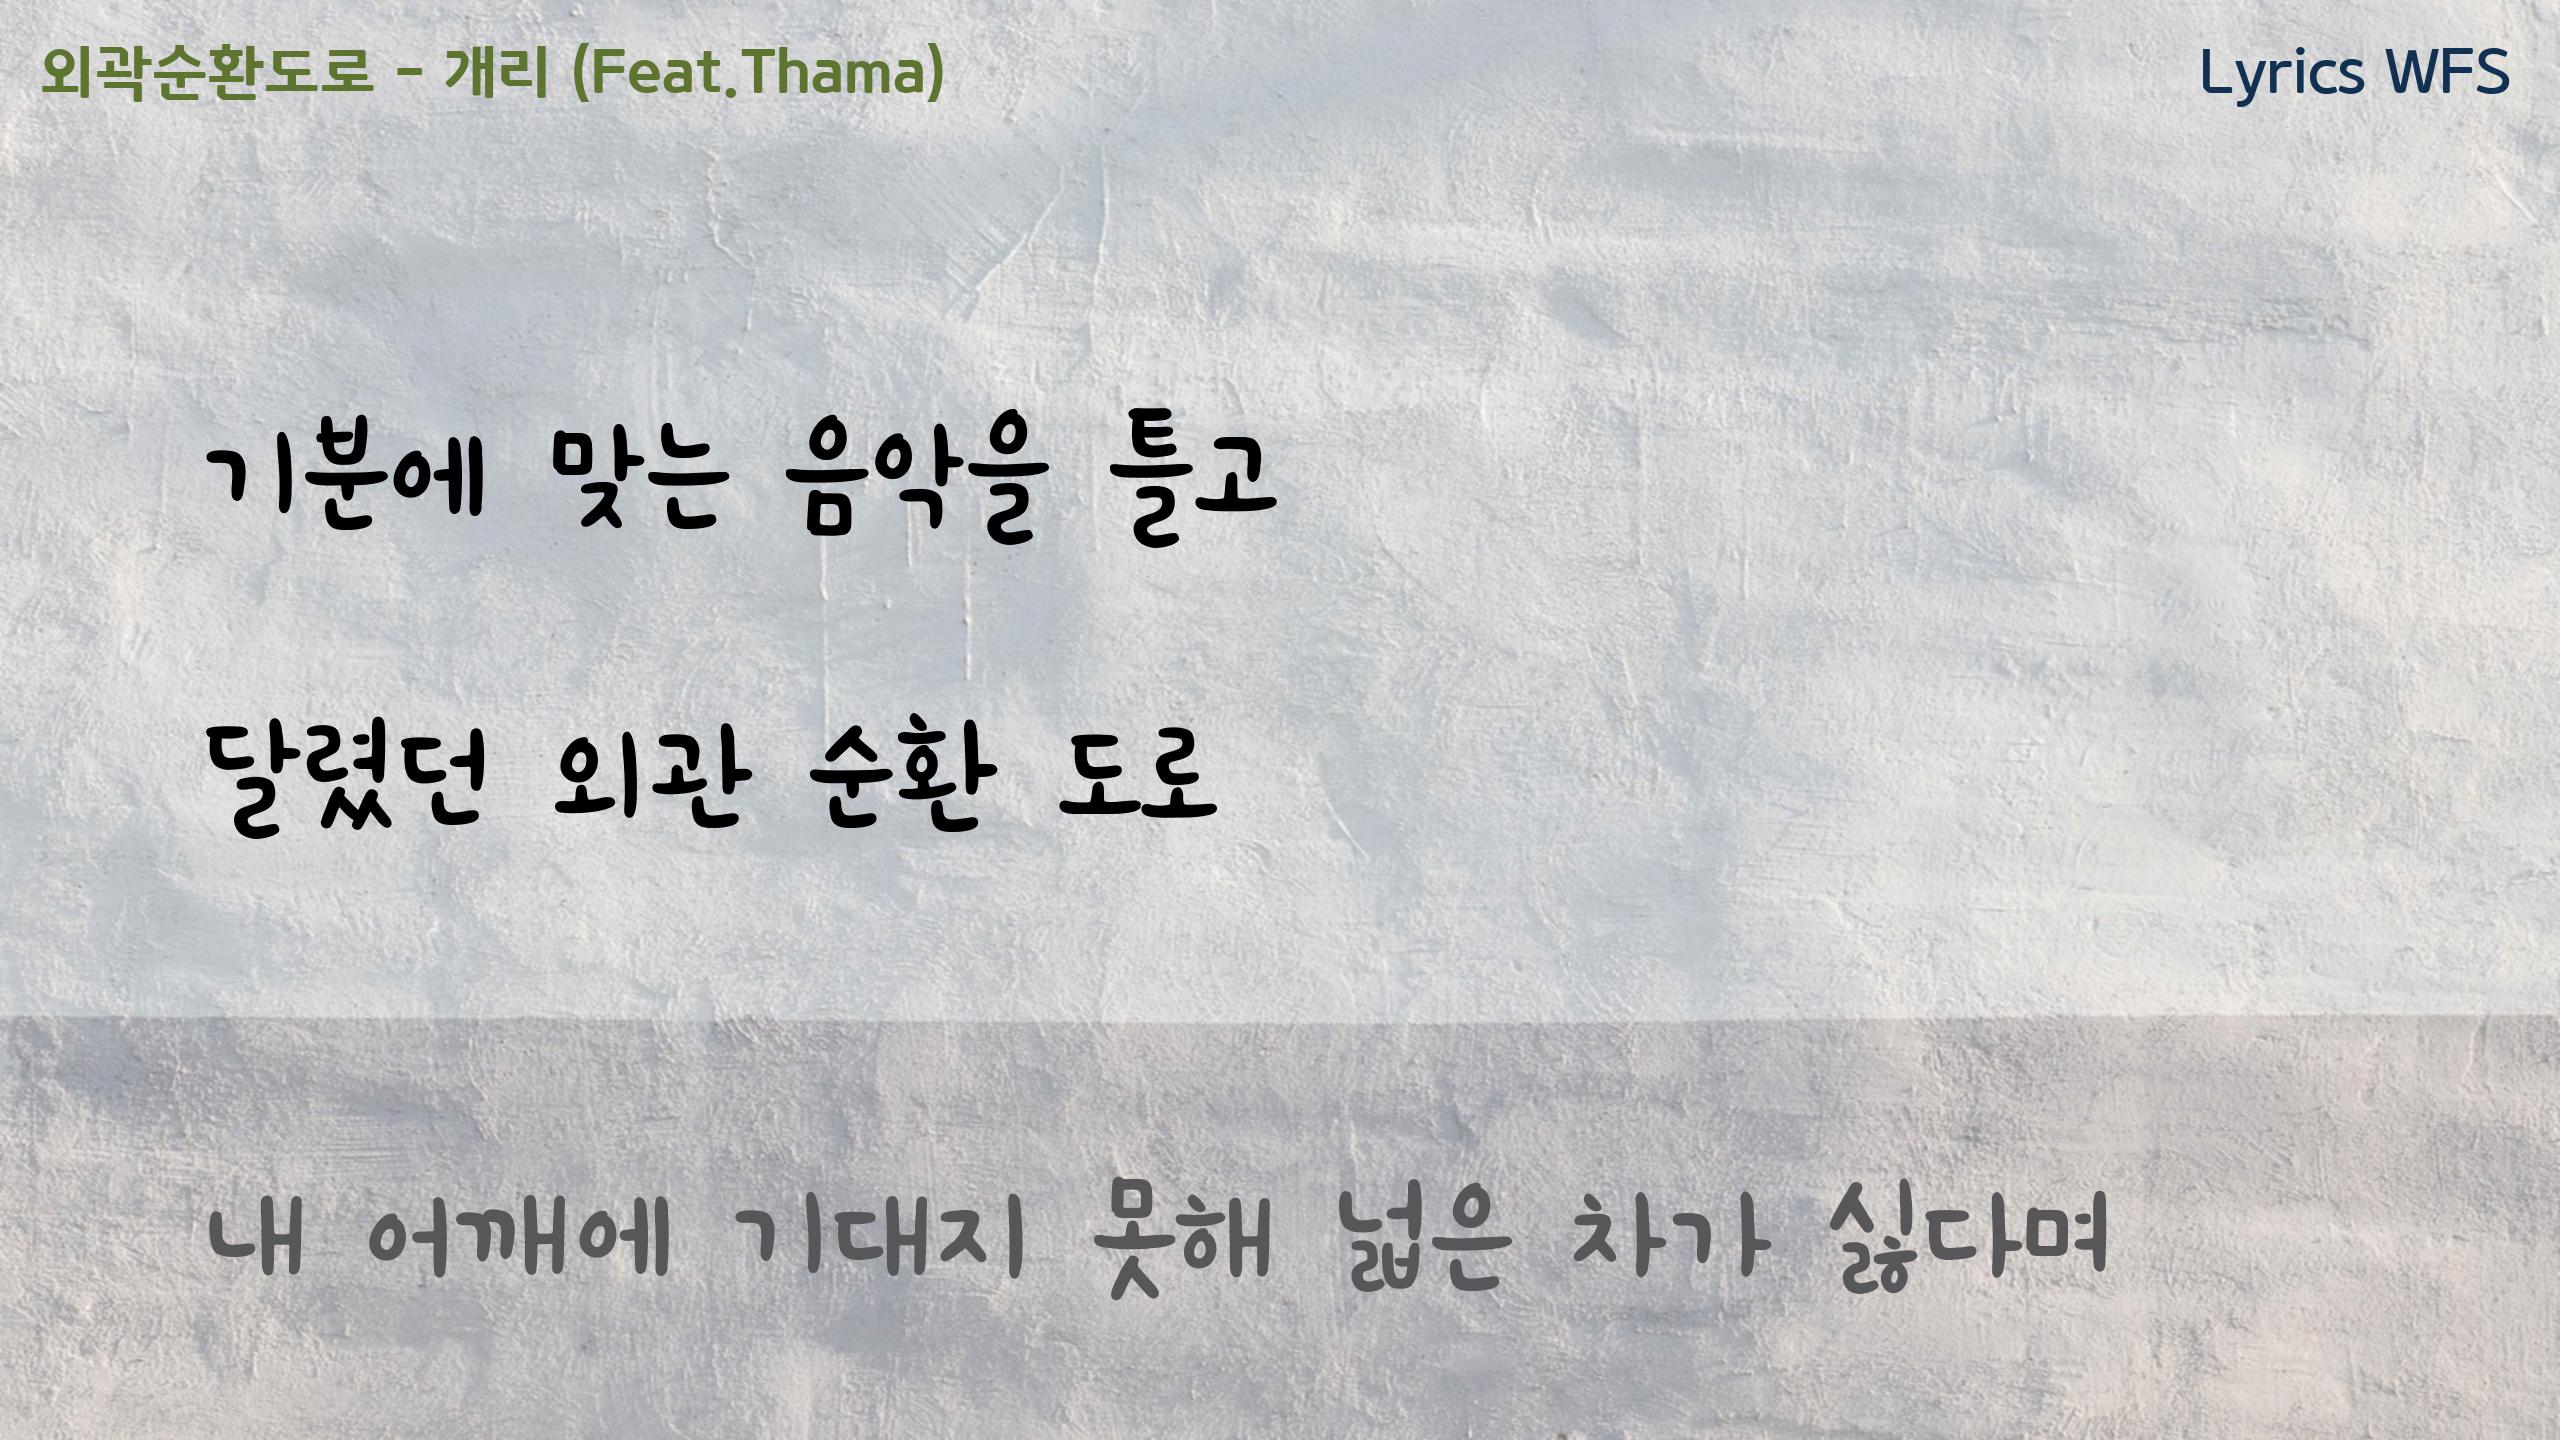 외곽순환도로 - 개리 (Feat.Thama)
Lyrics WFS
기분에 맞는 음악을 틀고
달렸던 외관 순환 도로
내 어깨에 기대지 못해 넓은 차가 싫다며